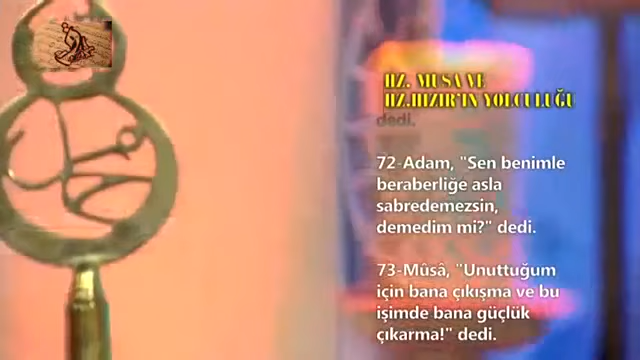 HZ. MUSA VE
HZ.HIZIR'IN YOLCULUĞU
dedi.
72-Adam, "Sen benimle
beraberliğe asla
sabredemezsin,
demedim mi?" dedi.
73-Mûsâ, "Unuttuğum
için bana çıkışma ve bu
işimde bana güçlük
çıkarma!" dedi.